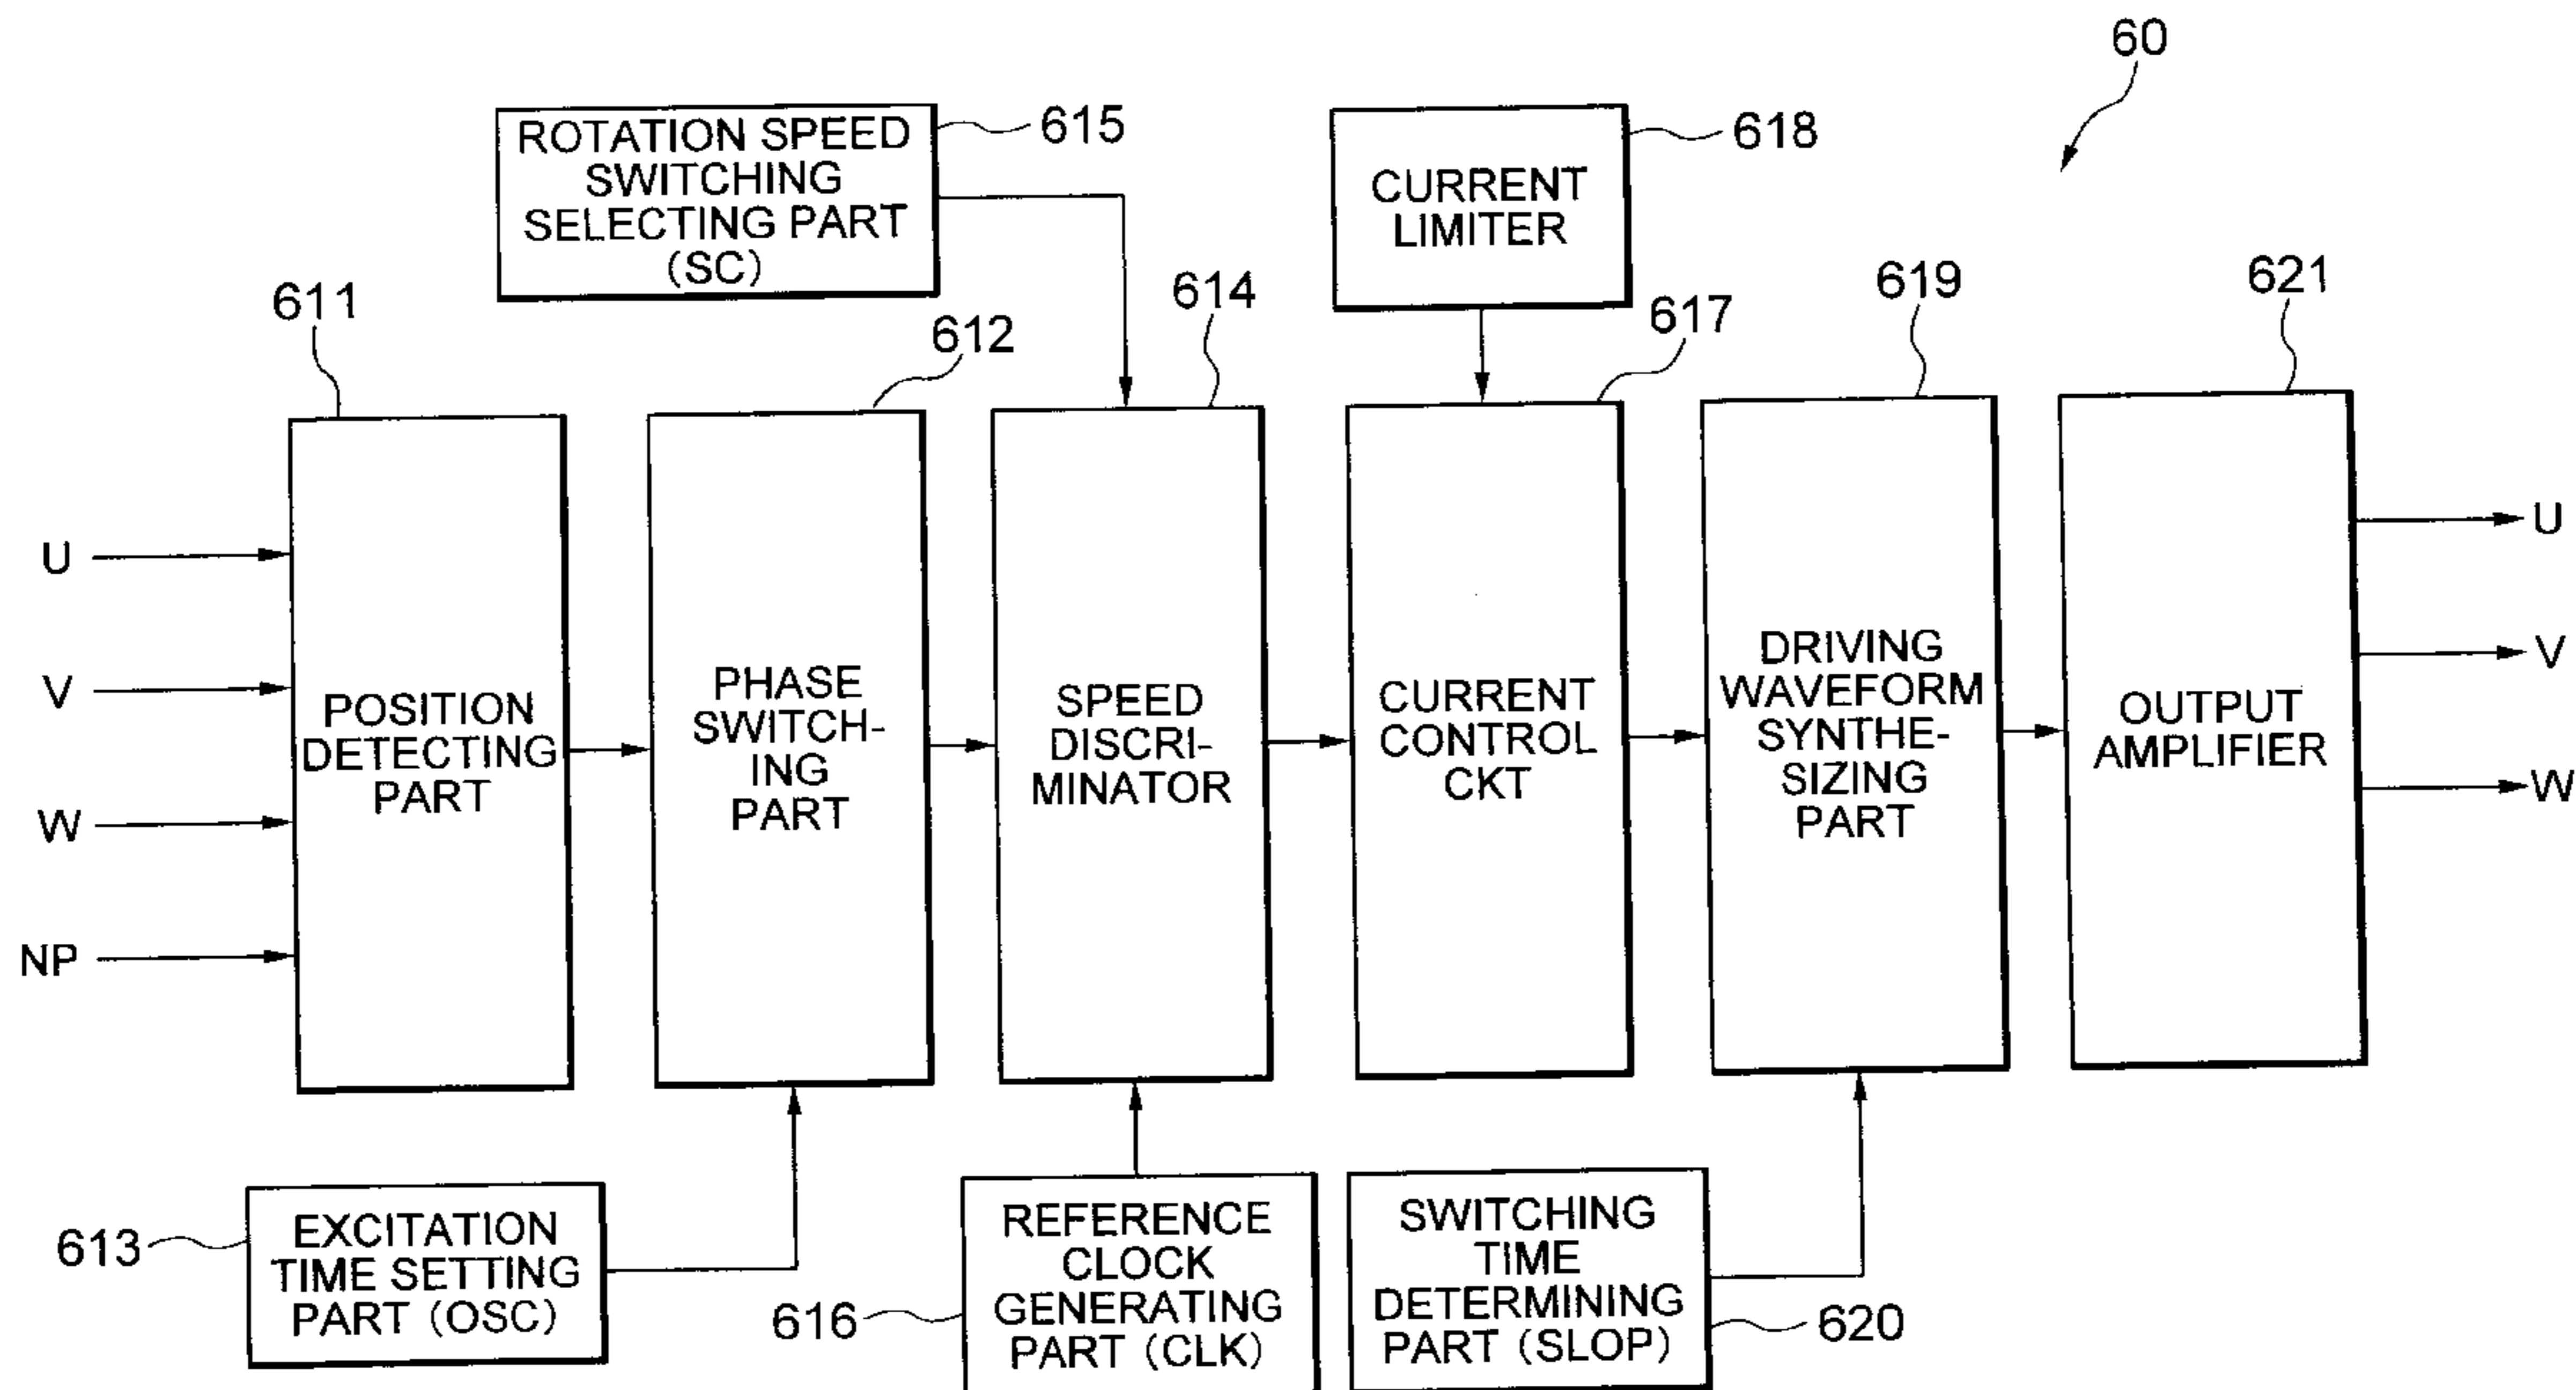 60
ROTATION SPEED
SWITCHING
SELECTING PART
(SC)
615
CURRENT
LIMITER
618
611
612
614
617
619
621
U
V
W
NP
POSITION
DETECTING
PART
PHASE
SWITCH-
ING
PART
SPEED
DISCRI-
MINATOR
CURRENT
CONTROL
CKT
DRIVING
WAVEFORM
SYNTHE-
SIZING
PART
OUTPUT
AMPLIFIER
U
V
W
613
EXCITATION
TIME SETTING
PART (OSC)
616
REFERENCE
CLOCK
GENERATING
PART (CLK)
SWITCHING
TIME
DETERMINING
PART (SLOP)
620